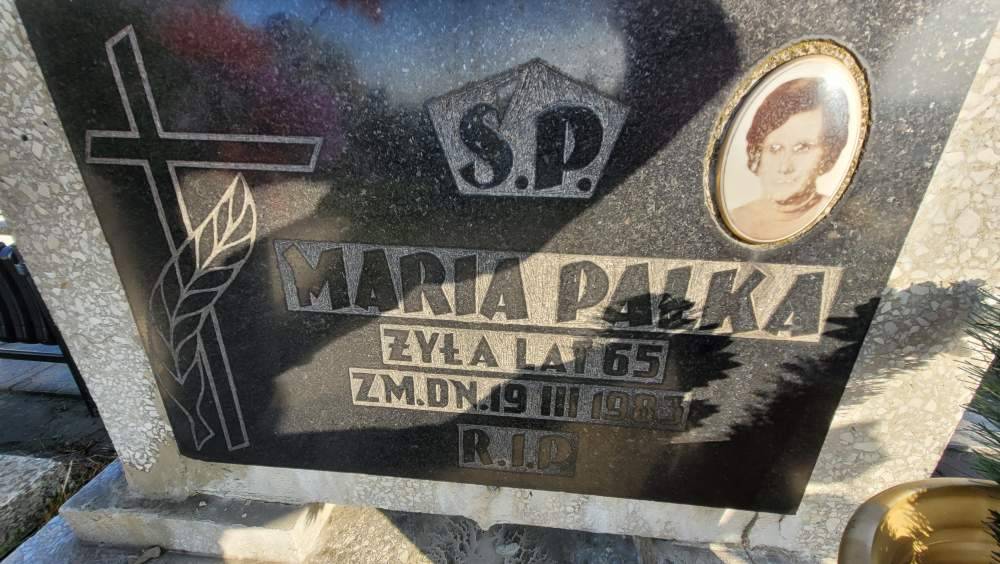 S.P.
MARIA PAŁKA
ŻYŁA LAT 65
ZM.DN.19 III 1983
R.I.P